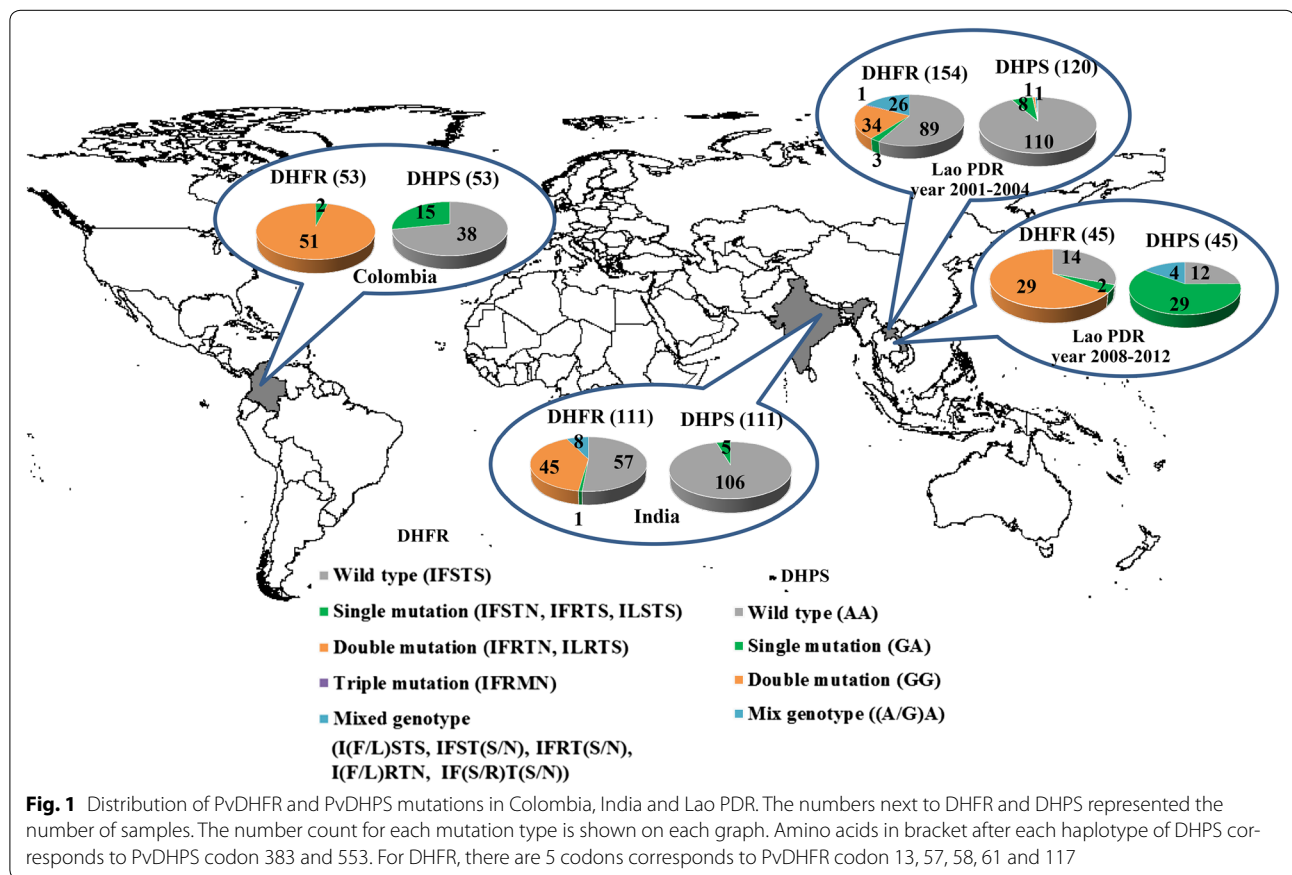 DHFR (154)
DHPS (120)
1
26
34
89
3
1
1
8
110
Lao PDR
year 2001-2004
DHFR (53)
DHPS (53)
2
51
15
38
Colombia
DHFR (45)
DHPS (45)
14
29
2
4
12
29
Lao PDR
year 2008-2012
DHFR (111)
DHPS (111)
8
45
57
1
5
106
India
DHFR
Wild type (IFSTS)
Single mutation (IFSTN, IFRTS, ILSTS)
Double mutation (IFRTN, ILRTS)
Triple mutation (IFRMN)
Mixed genotype
(I(F/L)STS, IFST(S/N), IFRT(S/N),
I(F/L)RTN, IF(S/R)T(S/N))
DHPS
Wild type (AA)
Single mutation (GA)
Double mutation (GG)
Mix genotype ((A/G)A)
Fig. 1 Distribution of PvDHFR and PvDHPS mutations in Colombia, India and Lao PDR. The numbers next to DHFR and DHPS represented the
number of samples. The number count for each mutation type is shown on each graph. Amino acids in bracket after each haplotype of DHPS cor-
responds to PvDHPS codon 383 and 553. For DHFR, there are 5 codons corresponds to PvDHFR codon 13, 57, 58, 61 and 117